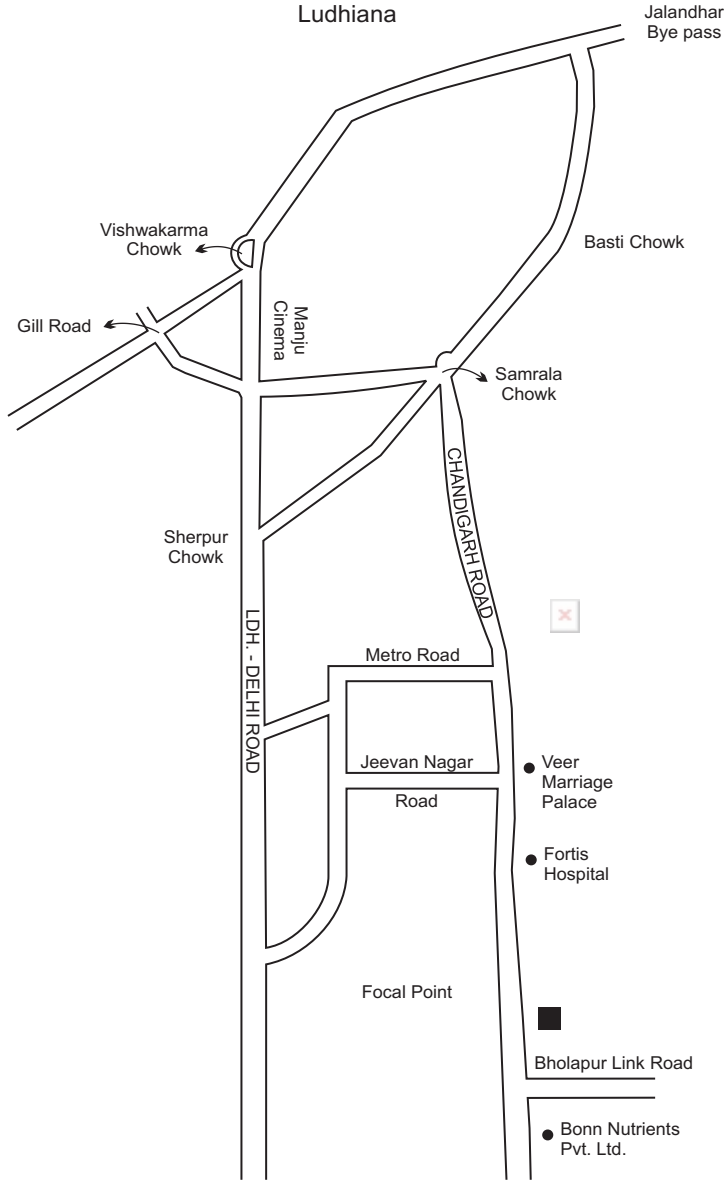 Ludhiana
Jalandhar
Bye pass
Vishwakarma
Chowk
Basti Chowk
Gill Road
Manju
Cinema
Samrala
Chowk
CHANDIGARH ROAD
Sherpur
Chowk
LDH. - DELHI ROAD
Metro Road
Jeevan Nagar
Road
Veer
Marriage
Palace
Fortis
Hospital
Focal Point
Bholapur Link Road
Bonn Nutrients
Pvt. Ltd.